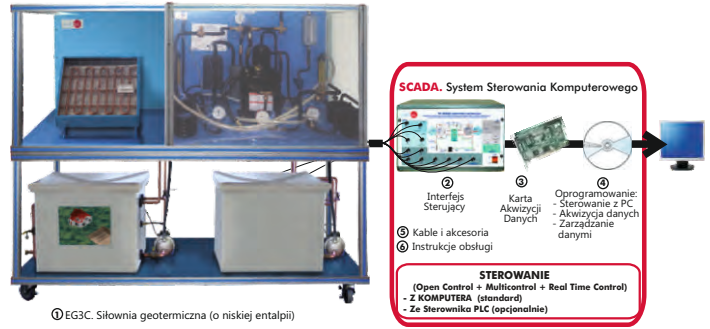 SCADA. System Sterowania Komputerowego
② Interfejs Sterujący
③ Karta Akwizycji Danych
④ Oprogramowanie:
- Sterowanie z PC
- Akwizycja danych
- Zarządzanie danymi
⑤ Kable i akcesoria
⑥ Instrukcje obsługi
STEROWANIE
(Open Control + Multicontrol + Real Time Control)
- Z KOMPUTERA (standard)
- Ze Sterownika PLC (opcjonalnie)
① EG3C. Siłownia geotermiczna (o niskiej entalpii)